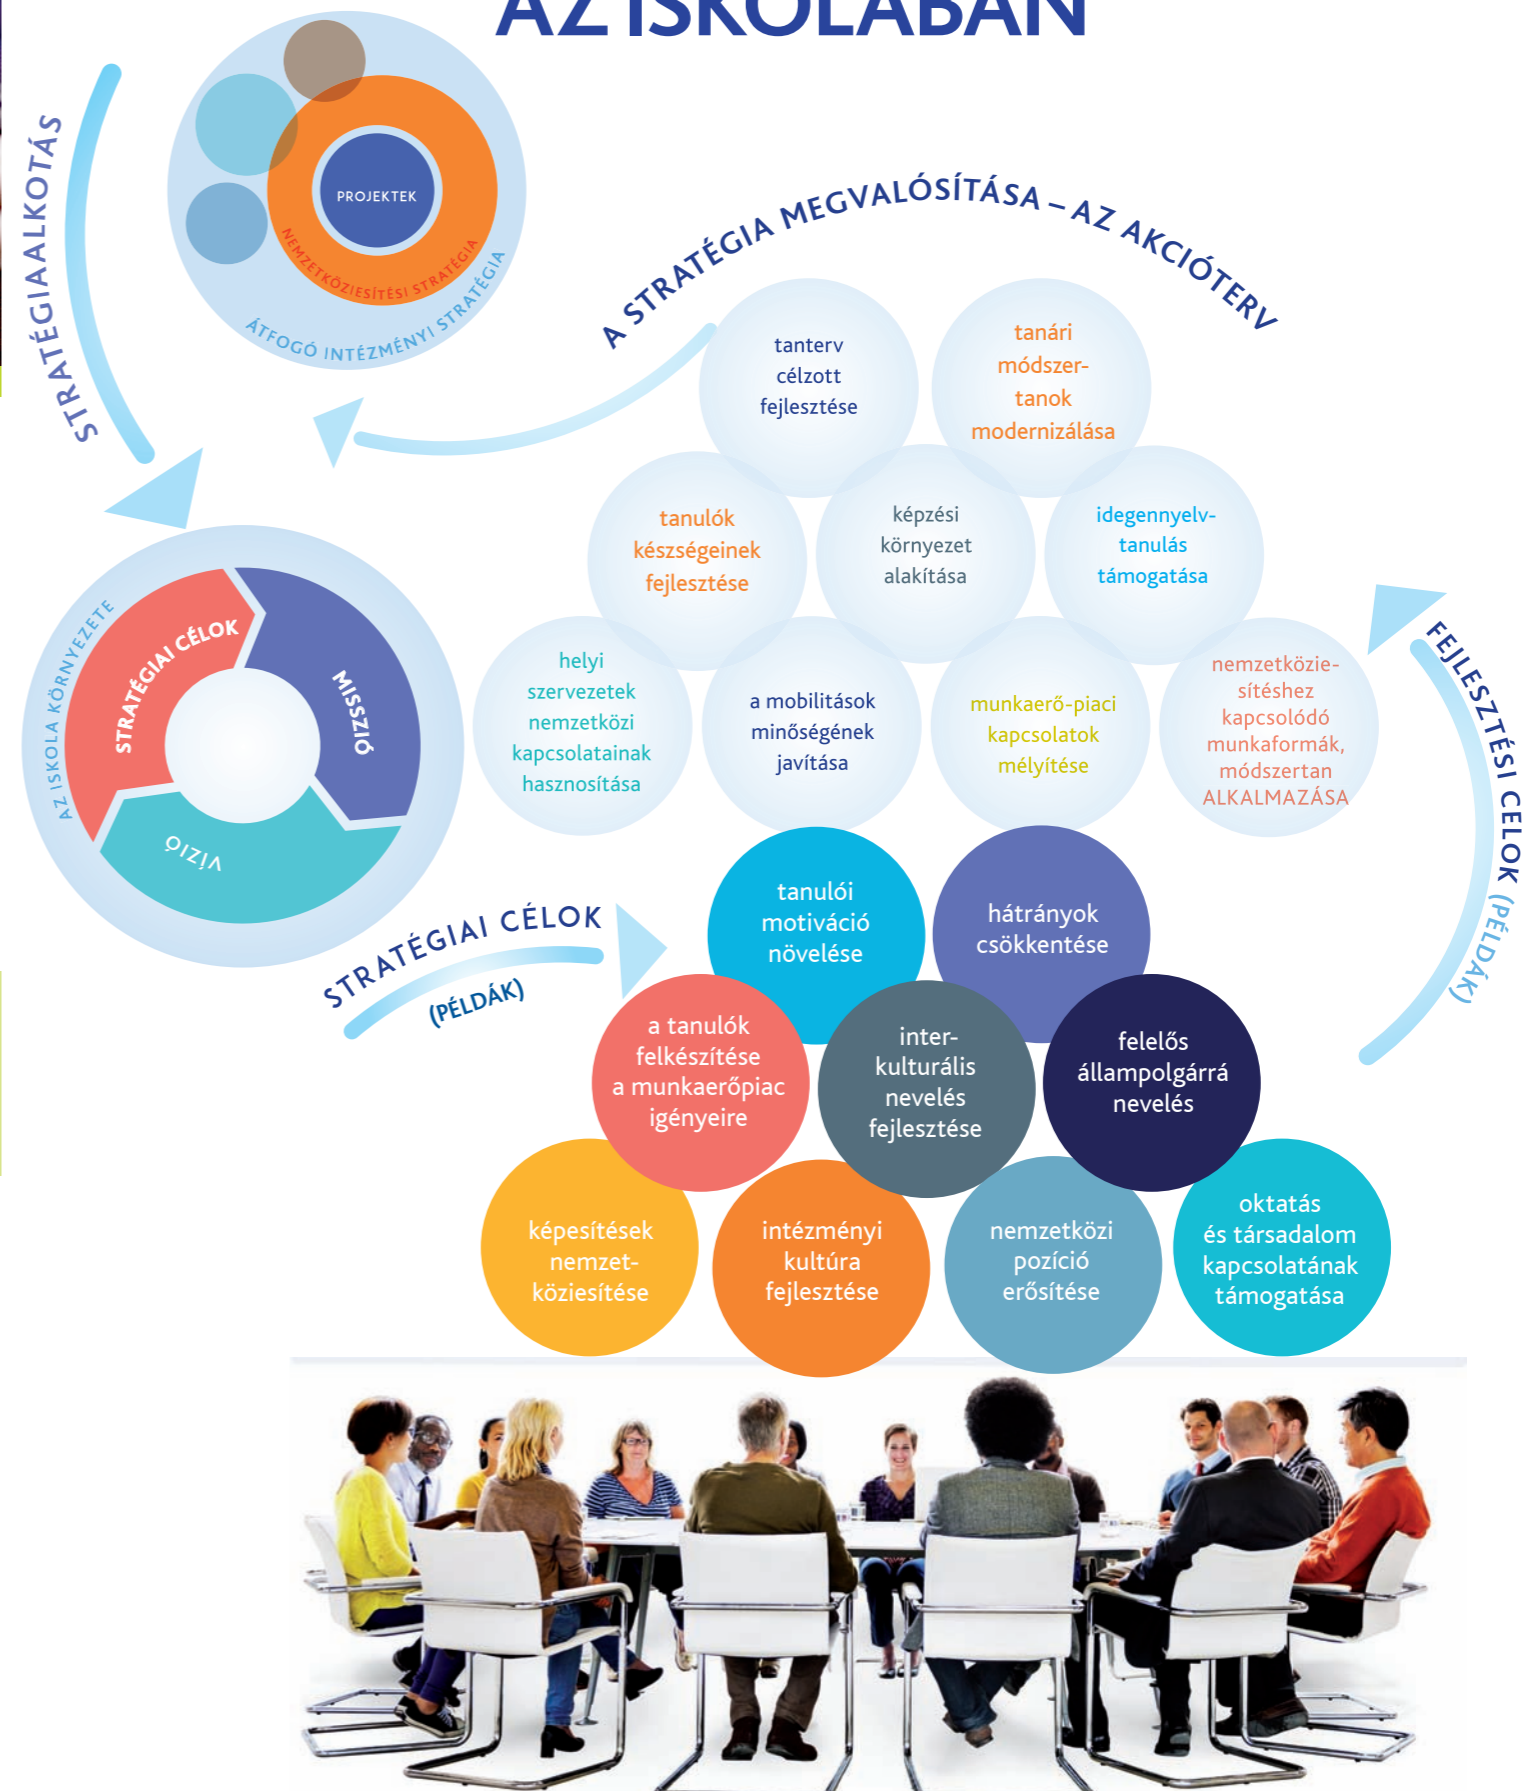 AZ ISKOLÁBAN
STRATÉGIAALKOTÁS
PROJEKTEK
NEMZETKÖZIESÍTÉSI STRATÉGIA
ÁTFOGÓ INTÉZMÉNYI STRATÉGIA
A STRATÉGIA MEGVALÓSÍTÁSA – AZ AKCIÓTERV
tanterv
célzott
fejlesztése
tanári
módszer-
tanok
modernizálása
tanulók
készségeinek
fejlesztése
képzési
környezet
alakítása
idegennyelv-
tanulás
támogatása
helyi
szervezetek
nemzetközi
kapcsolatainak
hasznosítása
a mobilitások
minőségének
javítása
munkaerő-piaci
kapcsolatok
mélyítése
nemzetközie-
sítéshez
kapcsolódó
munkaformák,
módszertan
ALKALMAZÁSA
AZ ISKOLA KÖRNYEZETE
STRATÉGIAI CÉLOK
MISSZIÓ
VÍZIÓ
FEJLESZTÉSI CELOK (PÉLDÁK)
STRATÉGIAI CÉLOK
(PÉLDÁK)
tanulói
motiváció
növelése
hátrányok
csökkentése
a tanulók
felkészítése
a munkaerőpiac
igényeire
inter-
kulturális
nevelés
fejlesztése
felelős
állampolgárrá
nevelés
képesítések
nemzet-
köziesítése
intézményi
kultúra
fejlesztése
nemzetközi
pozíció
erősítése
oktatás
és társadalom
kapcsolatának
támogatása